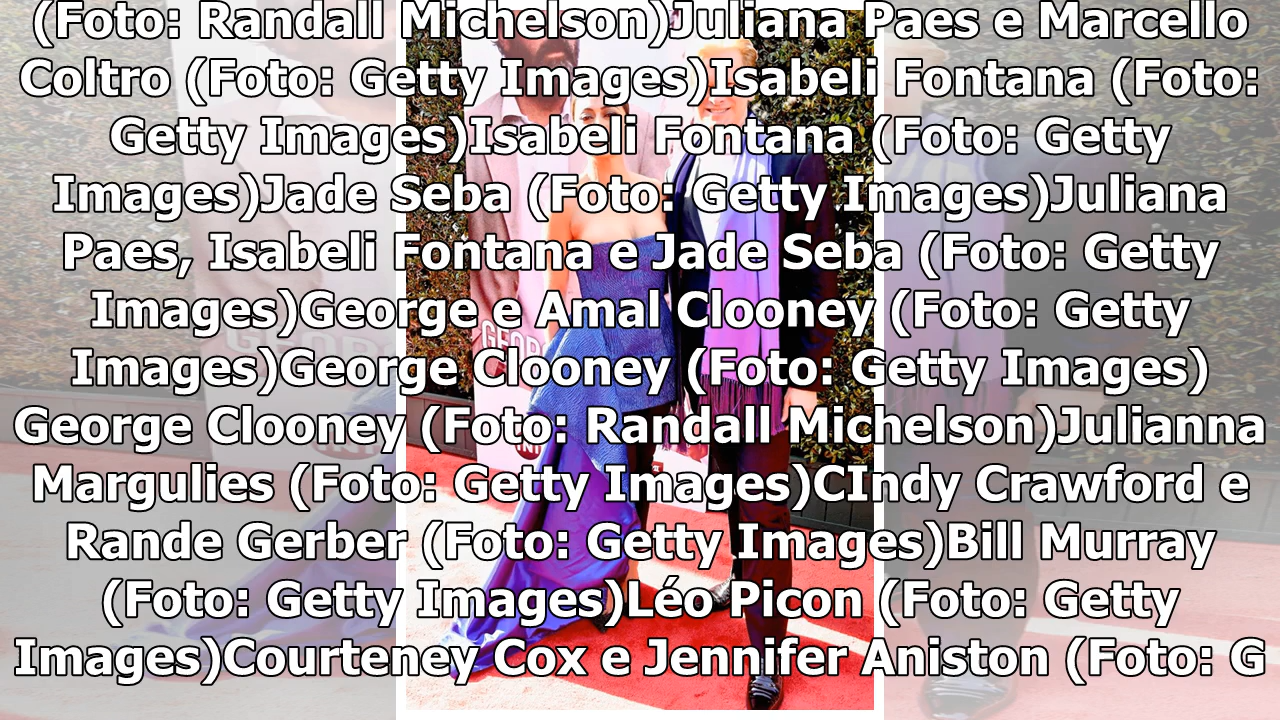 (Foto: Randall Michelson)Juliana Paes e Marcello
Coltro (Foto: Getty Images)Isabeli Fontana (Foto:
Getty Images)Isabeli Fontana (Foto: Getty
Images)Jade Seba (Foto: Getty Images)Juliana
Paes, Isabeli Fontana e Jade Seba (Foto: Getty
Images)George e Amal Clooney (Foto: Getty
Images)George Clooney (Foto: Getty Images)
George Clooney (Foto: Randall Michelson)Julianna
Margulies (Foto: Getty Images)CIndy Crawford e
Rande Gerber (Foto: Getty Images)Bill Murray
(Foto: Getty Images)Léo Picon (Foto: Getty
Images)Courteney Cox e Jennifer Aniston (Foto: G